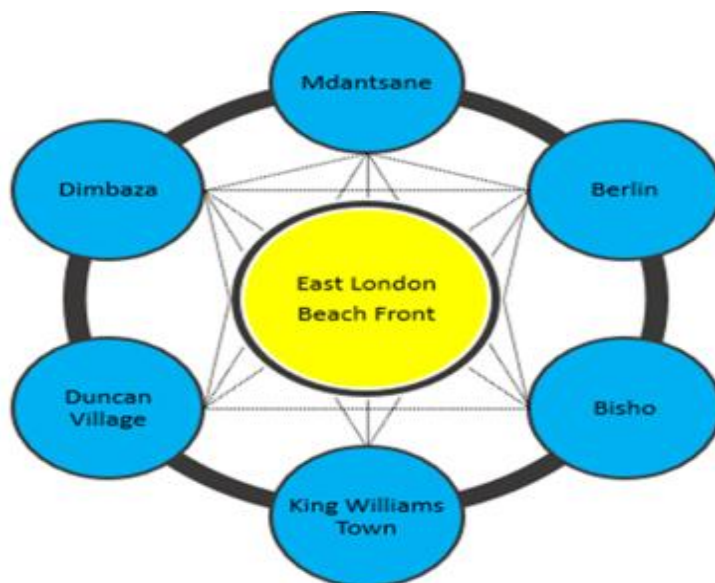 Mdantsane
Dimbaza
Berlin
East London
Beach Front
Duncan
Village
Bisho
King Williams
Town